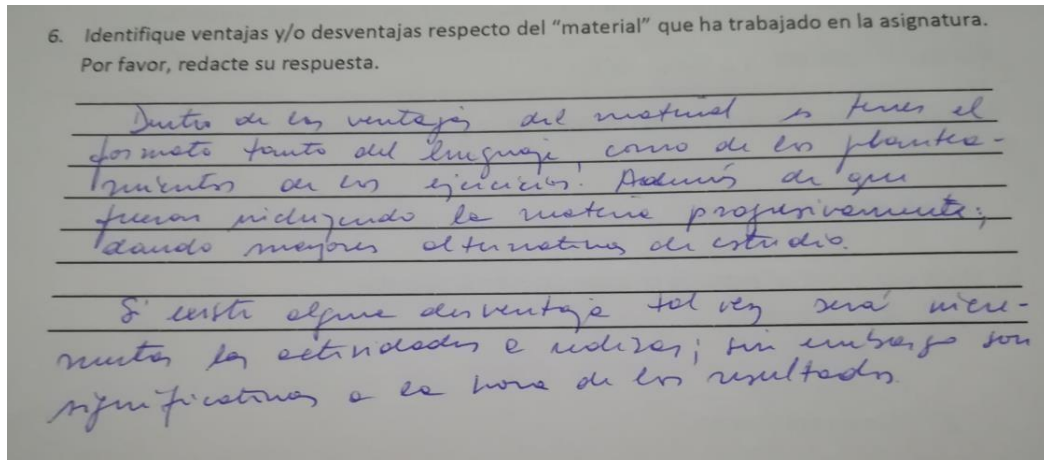 6. Identifique ventajas y/o desventajas respecto del “material” que ha trabajado en la asignatura.
Por favor, redacte su respuesta.
Dentro de las ventajas del material es tener el
formato tanto del lenguaje, como de los plantea-
mientos de los ejercicios. Además de que
fueran incluyendo la materia progresivamente;
dando mayores alternativas de estudio.
Si existe alguna desventaja tal vez será incre-
mentar las actividades a realizar; sin embargo son
significativas a la hora de los resultados.